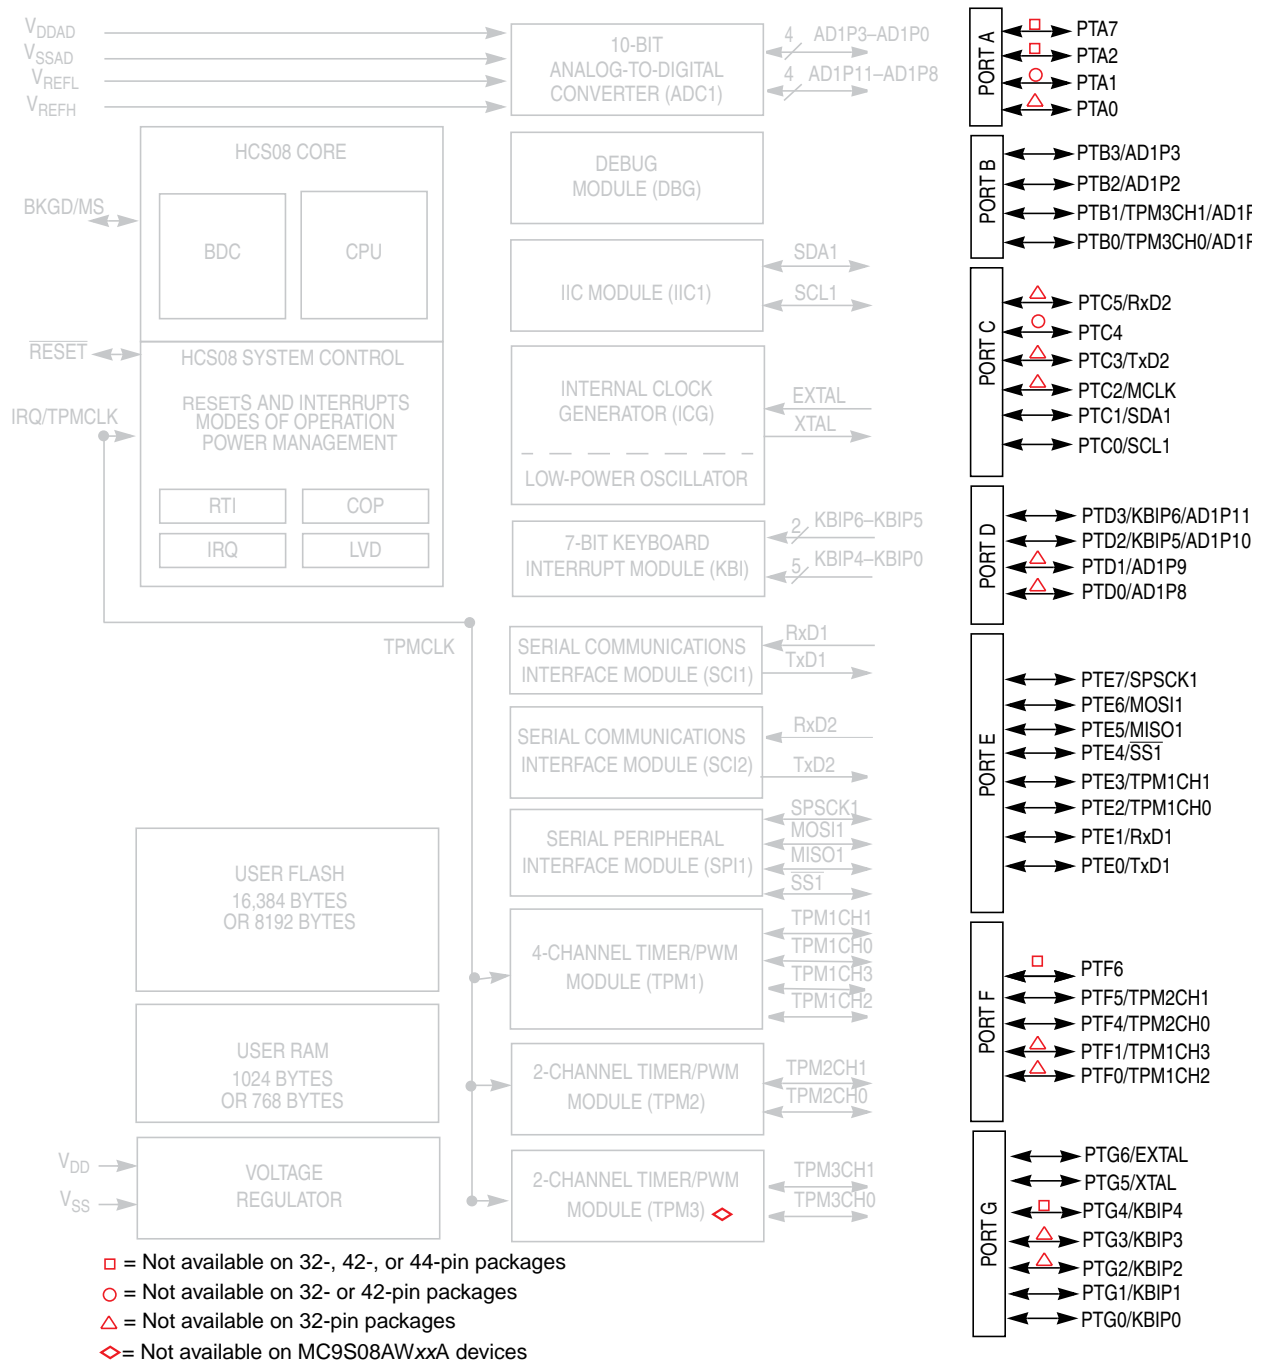 V_DDAD
V_SSAD
V_REFL
V_REFH
10-BIT
ANALOG-TO-DIGITAL
CONVERTER (ADC1)
4 AD1P3–AD1P0
4 AD1P11–AD1P8
HCS08 CORE
BDC
CPU
BKGD/MS
DEBUG
MODULE (DBG)
IIC MODULE (IIC1)
SDA1
SCL1
RESET
HCS08 SYSTEM CONTROL
RESETS AND INTERRUPTS
MODES OF OPERATION
POWER MANAGEMENT
IRQ/TPMCLK
RTI
COP
IRQ
LVD
INTERNAL CLOCK
GENERATOR (ICG)
LOW-POWER OSCILLATOR
EXTAL
XTAL
7-BIT KEYBOARD
INTERRUPT MODULE (KBI)
2 KBIP6–KBIP5
5 KBIP4–KBIP0
TPMCLK
SERIAL COMMUNICATIONS
INTERFACE MODULE (SCI1)
RxD1
TxD1
SERIAL COMMUNICATIONS
INTERFACE MODULE (SCI2)
RxD2
TxD2
SERIAL PERIPHERAL
INTERFACE MODULE (SPI1)
SPSCK1
MOSI1
MISO1
SS1
USER FLASH
16,384 BYTES
OR 8192 BYTES
4-CHANNEL TIMER/PWM
MODULE (TPM1)
TPM1CH1
TPM1CH0
TPM1CH3
TPM1CH2
USER RAM
1024 BYTES
OR 768 BYTES
2-CHANNEL TIMER/PWM
MODULE (TPM2)
TPM2CH1
TPM2CH0
V_DD
V_SS
VOLTAGE
REGULATOR
2-CHANNEL TIMER/PWM
MODULE (TPM3)
TPM3CH1
TPM3CH0
PORT A
PTA7
PTA2
PTA1
PTA0
PORT B
PTB3/AD1P3
PTB2/AD1P2
PTB1/TPM3CH1/AD1P
PTB0/TPM3CH0/AD1P
PORT C
PTC5/RxD2
PTC4
PTC3/TxD2
PTC2/MCLK
PTC1/SDA1
PTC0/SCL1
PORT D
PTD3/KBIP6/AD1P11
PTD2/KBIP5/AD1P10
PTD1/AD1P9
PTD0/AD1P8
PORT E
PTE7/SPSCK1
PTE6/MOSI1
PTE5/MISO1
PTE4/SS1
PTE3/TPM1CH1
PTE2/TPM1CH0
PTE1/RxD1
PTE0/TxD1
PORT F
PTF6
PTF5/TPM2CH1
PTF4/TPM2CH0
PTF1/TPM1CH3
PTF0/TPM1CH2
PORT G
PTG6/EXTAL
PTG5/XTAL
PTG4/KBIP4
PTG3/KBIP3
PTG2/KBIP2
PTG1/KBIP1
PTG0/KBIP0
= Not available on 32-, 42-, or 44-pin packages
= Not available on 32- or 42-pin packages
= Not available on 32-pin packages
= Not available on MC9S08AWxxA devices